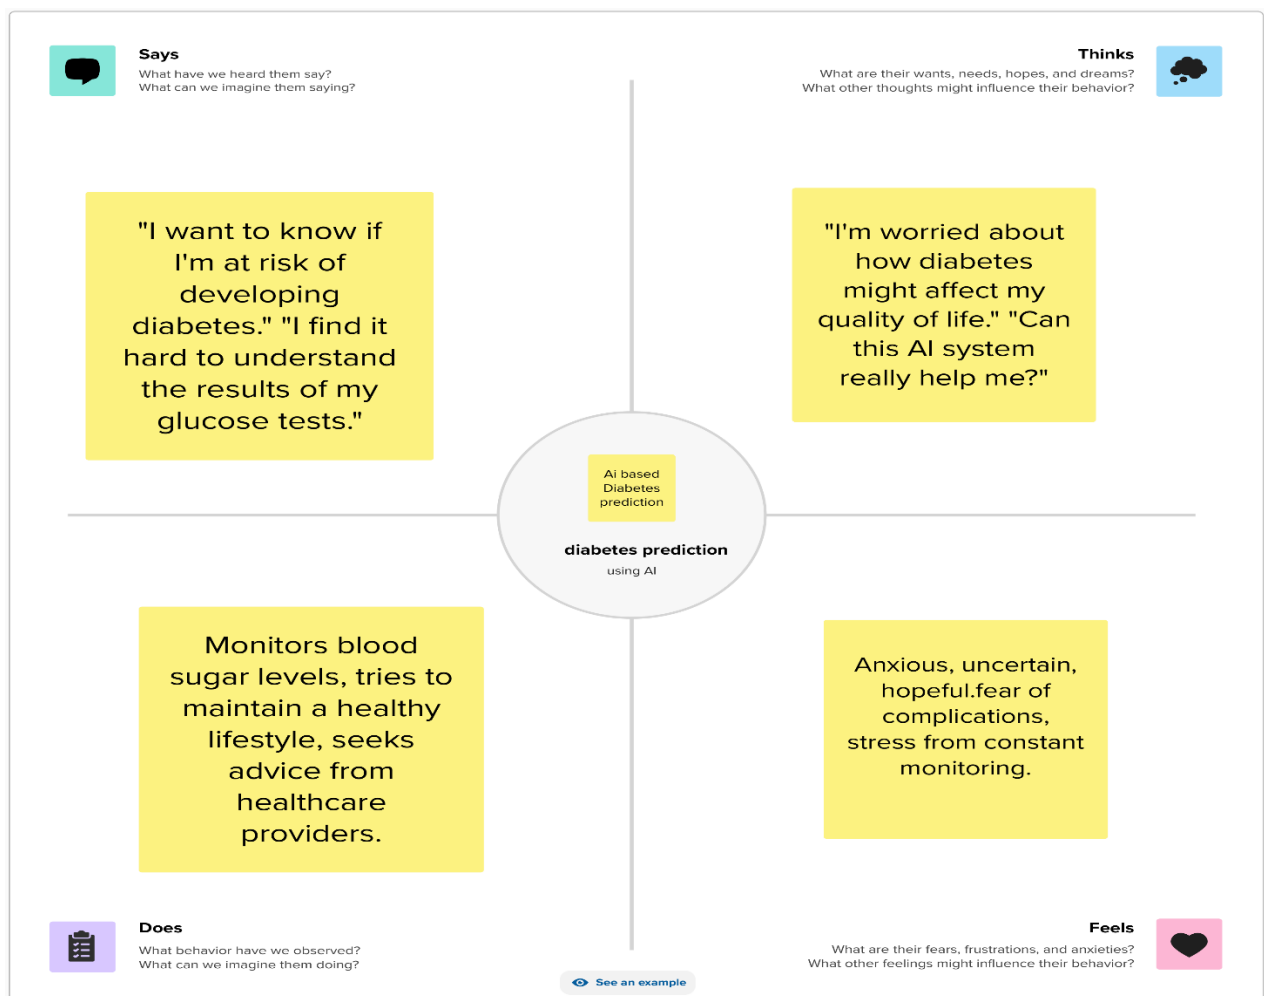 Says
What have we heard them say?
What can we imagine them saying?
Thinks
What are their wants, needs, hopes, and dreams?
What other thoughts might influence their behavior?
"I want to know if
I'm at risk of
developing
diabetes." "I find it
hard to understand
the results of my
glucose tests."
"I'm worried about
how diabetes
might affect my
quality of life." "Can
this AI system
really help me?"
Ai based
Diabetes
prediction
diabetes prediction
using AI
Monitors blood
sugar levels, tries to
maintain a healthy
lifestyle, seeks
advice from
healthcare
providers.
Anxious, uncertain,
hopeful.fear of
complications,
stress from constant
monitoring.
Does
What behavior have we observed?
What can we imagine them doing?
Feels
What are their fears, frustrations, and anxieties?
What other feelings might influence their behavior?
See an example